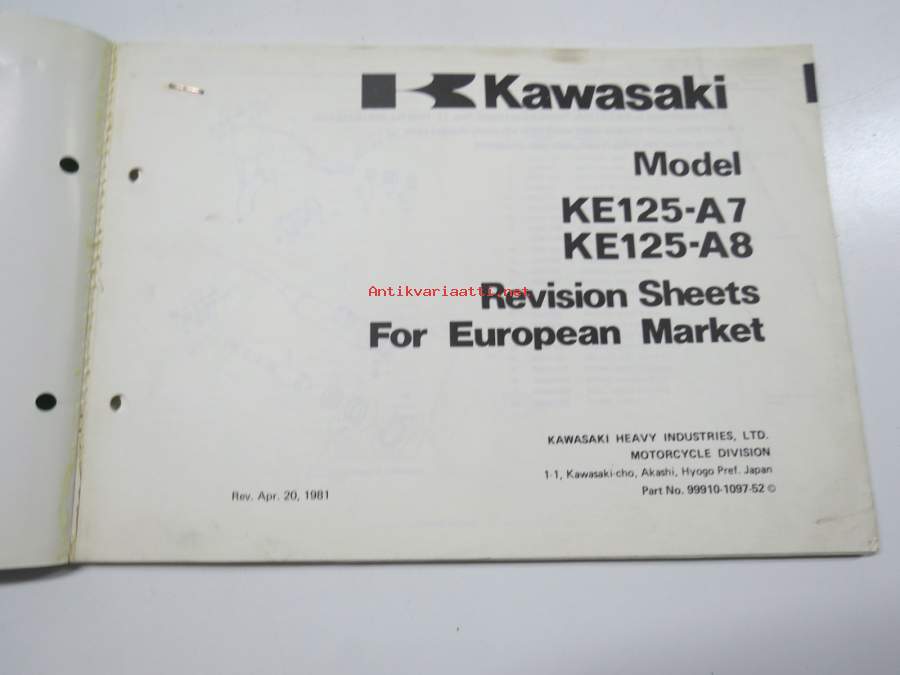 Kawasaki
Model
KE125-A7
KE125-A8
Antikvariaatti.net
Revision Sheets
For European Market
KAWASAKI HEAVY INDUSTRIES, LTD.
MOTORCYCLE DIVISION
1-1, Kawasaki-cho, Akashi, Hyogo Pref. Japan
Rev. Apr. 20, 1981
Part No. 99910-1097-52 ©